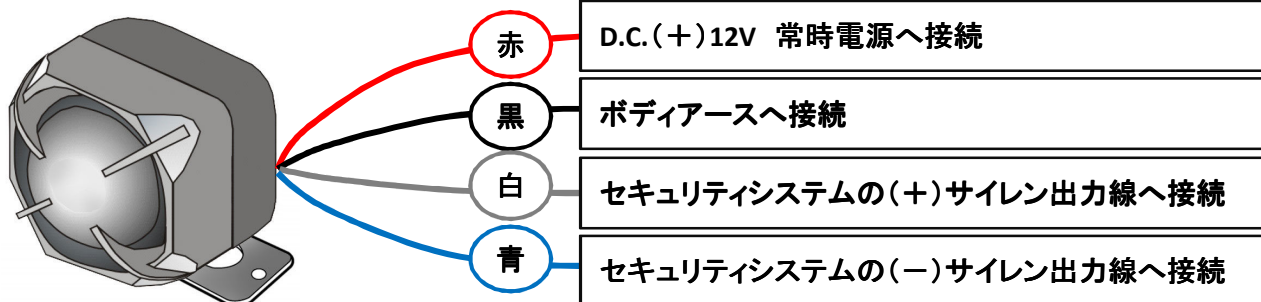 赤
D.C.(+)12V 常時電源へ接続
黒
ボディアースへ接続
白
セキュリティシステムの(+)サイレン出力線へ接続
青
セキュリティシステムの(-)サイレン出力線へ接続